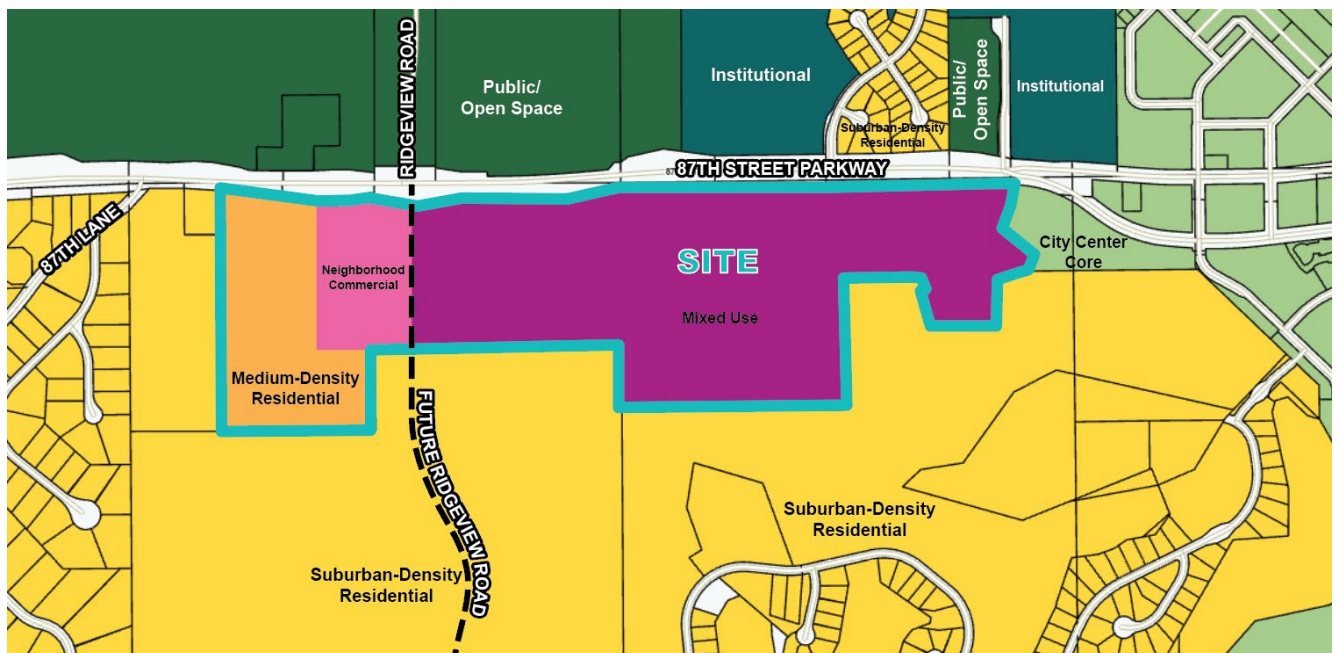 RIDGEVIEW ROAD
Public/
Open Space
Institutional
Suburban-Density
Residential
Public/
Open Space
Institutional
87TH STREET PARKWAY
87TH LANE
Neighborhood
Commercial
SITE
Mixed Use
City Center
Core
Medium-Density
Residential
FUTURE RIDGEVIEW ROAD
Suburban-Density
Residential
Suburban-Density
Residential